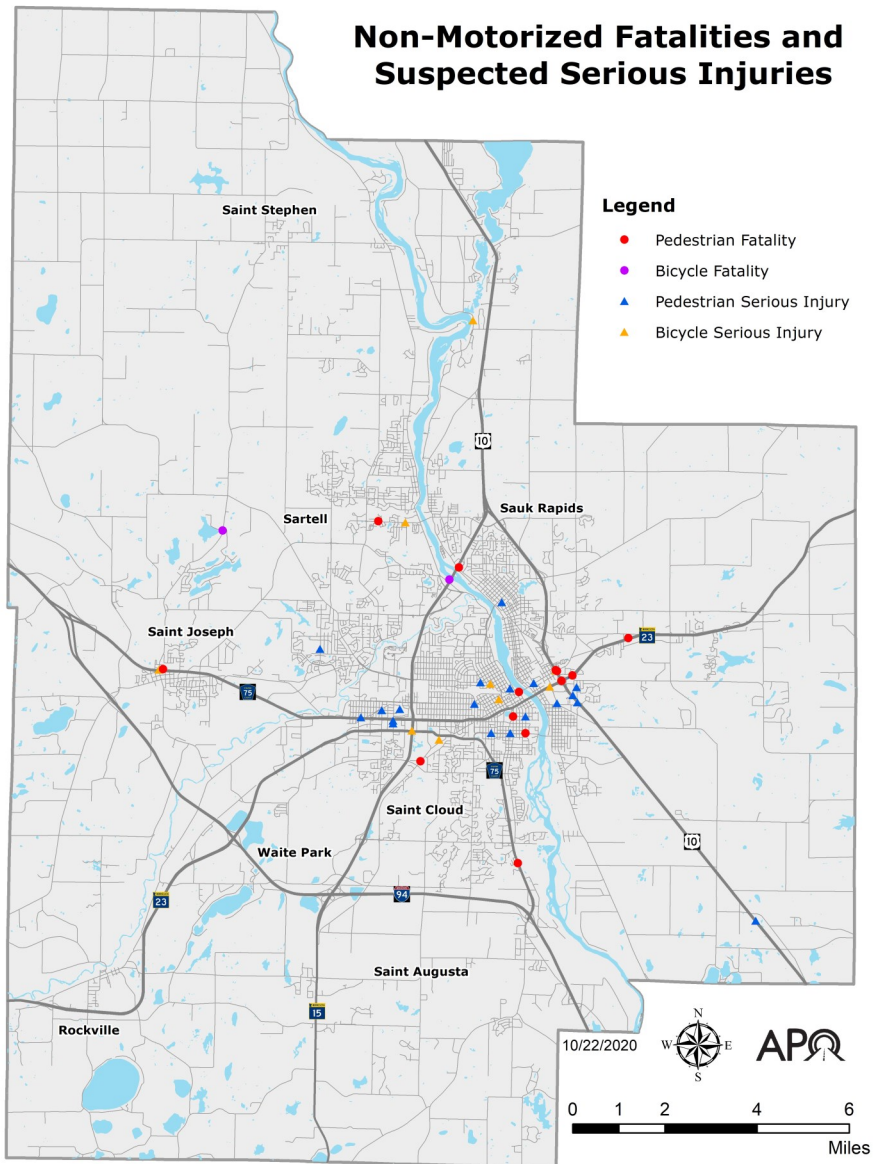 Non-Motorized Fatalities and
Suspected Serious Injuries
Legend
Pedestrian Fatality
Bicycle Fatality
Pedestrian Serious Injury
Bicycle Serious Injury
Saint Stephen
10
Sauk Rapids
Sartell
Saint Joseph
23
75
75
Saint Cloud
10
Waite Park
94
23
Saint Augusta
15
Rockville
10/22/2020
N
W
E
S
APO
0 1 2 4 6
Miles